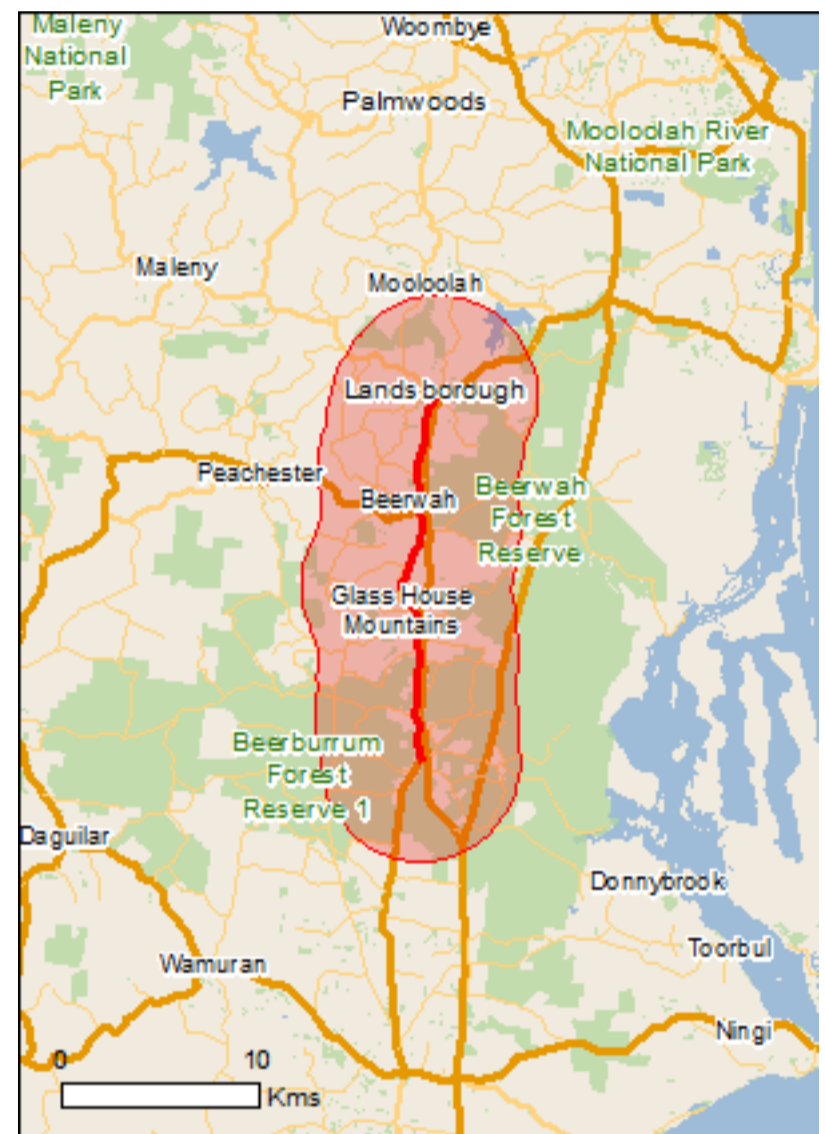 Maleny
National
Park
Woombye
Palmwoods
Mooloolah River
National Park
Maleny
Mooloolah
Landsborough
Peachester
Beerwah
Beerwah
Forest
Reserve
Glass House
Mountains
Beerburrum
Forest
Reserve 1
Daguilar
Donnybrook
Toorbul
Wamuran
Ningi
0 10
Kms